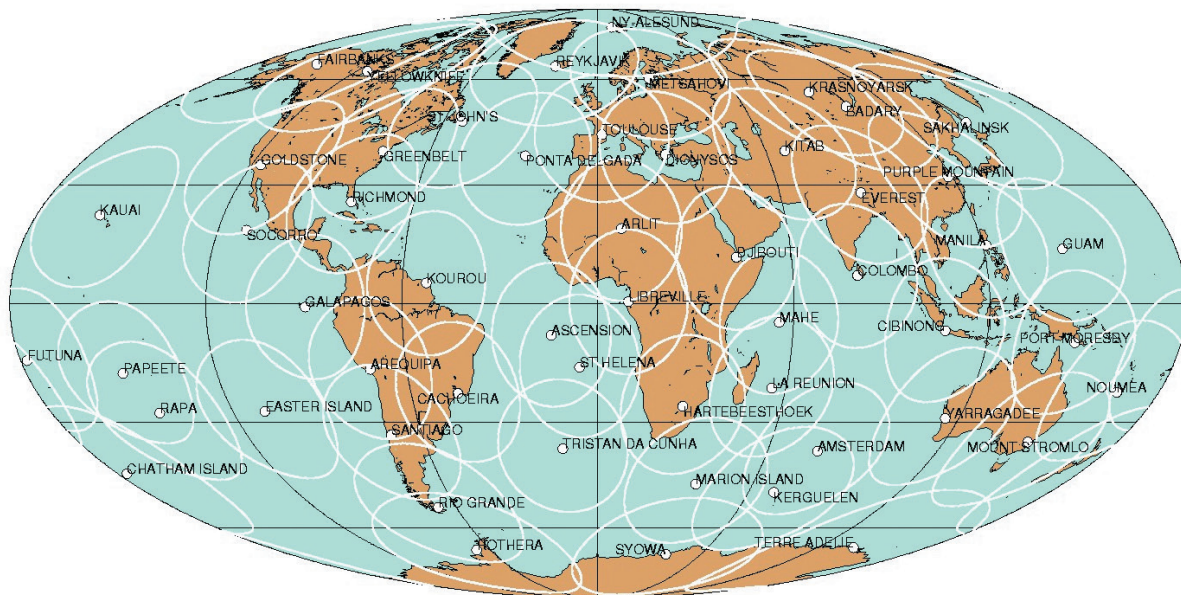 NY-ALESUND
FAIRBANKS
REYKJAVIK
YELLOWKNIFE
METSAHOVI
KRASNOYARSK
BADARY
ST JOHN'S
SAKHALINSK
TOULOUSE
GREENBELT
PONTA DELGADA
DIONYSOS
KITAB
GOLDSTONE
PURPLE MOUNTAIN
RICHMOND
EVEREST
KAUAI
ARLIT
SOCORRO
MANILA
GUAM
DJIBOUTI
COLOMBO
KOUROU
LIBREVILLE
GALAPAGOS
MAHE
ASCENSION
CIBINONG
PORT MORESBY
FUTUNA
PAPEETE
AREQUIPA
ST HELENA
LA REUNION
NOUMEA
CACHOEIRA
RAPA
EASTER ISLAND
HARTEBEESTHOEK
YARRAGADEE
SANTIAGO
TRISTAN DA CUNHA
AMSTERDAM
MOUNT STROMLO
CHATHAM ISLAND
MARION ISLAND
KERGUELEN
RIO GRANDE
ROTHERA
SYOWA
TERRE ADELIE